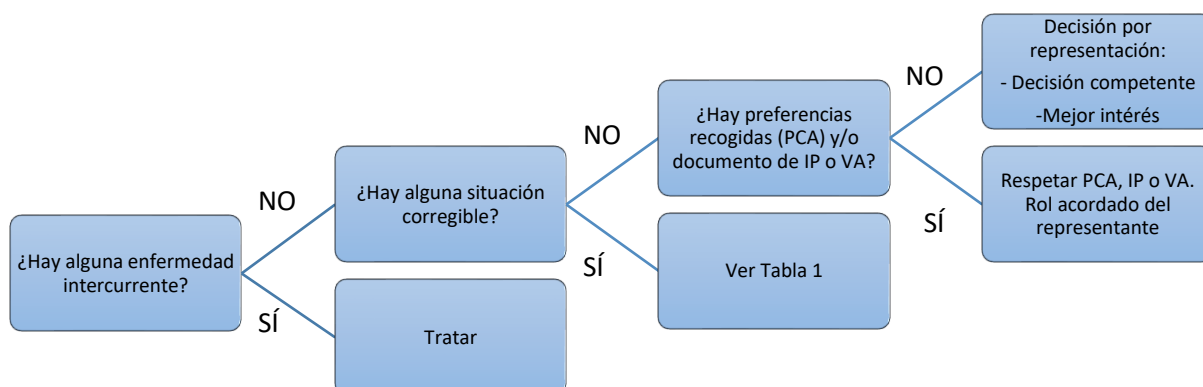 ¿Hay alguna enfermedad
intercurrente?
NO
SÍ
¿Hay alguna situación
corregible?
Tratar
NO
SÍ
¿Hay preferencias
recogidas (PCA) y/o
documento de IP o VA?
Ver Tabla 1
NO
SÍ
Decisión por
representación:
- Decisión competente
-Mejor interés
Respetar PCA, IP o VA.
Rol acordado del
representante